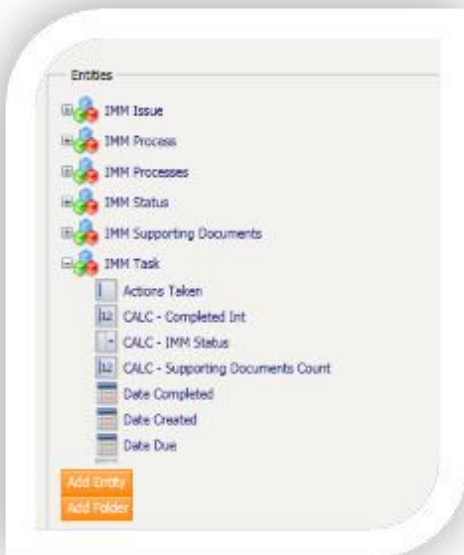 Entities
IMM Issue
IMM Process
IMM Processes
IMM Status
IMM Supporting Documents
IMM Task
Actions Taken
CALC - Completed Int
CALC - IMM Status
CALC - Supporting Documents Count
Date Completed
Date Created
Date Due
Add Entity
Add Folder